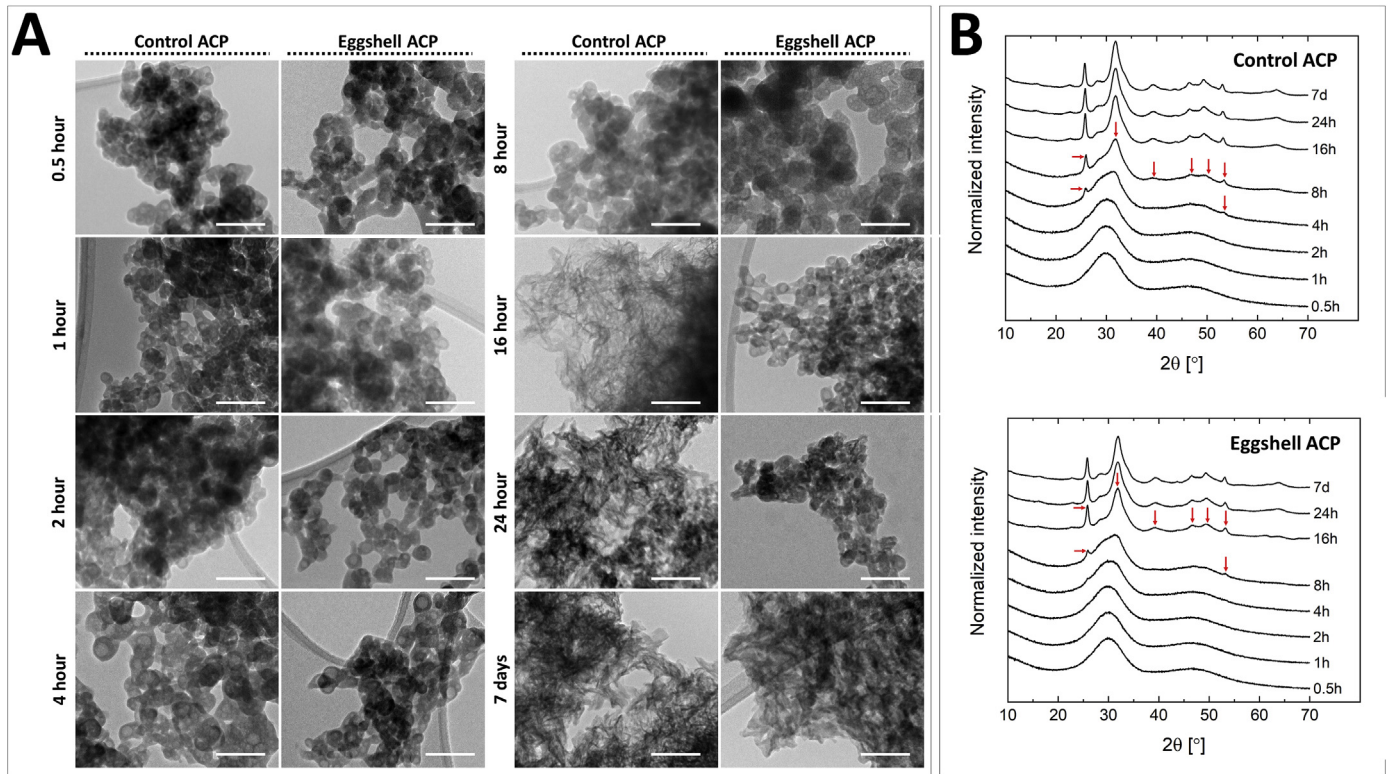 A
Control ACP
Eggshell ACP
Control ACP
Eggshell ACP
0.5 hour
1 hour
2 hour
4 hour
8 hour
16 hour
24 hour
7 days
B
Normalized intensity
Control ACP
7d
24h
16h
8h
4h
2h
1h
0.5h
10 20 30 40 50 60 70
2θ [°]
Normalized intensity
Eggshell ACP
7d
24h
16h
8h
4h
2h
1h
0.5h
10 20 30 40 50 60 70
2θ [°]